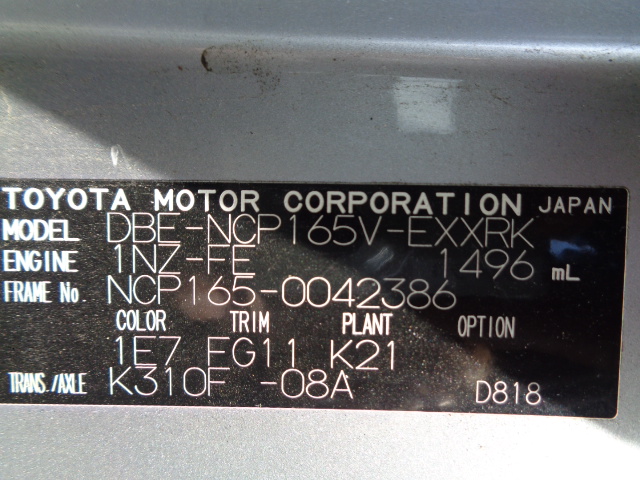 TOYOTA MOTOR CORPORATION JAPAN
MODEL DBE-NCP165V-EXXRK
ENGINE 1NZ-FE 1496 mL
FRAME No. NCP165-0042386
COLOR TRIM PLANT OPTION
1E7 FG11 K21
TRANS./AXLE K310F -08A D818